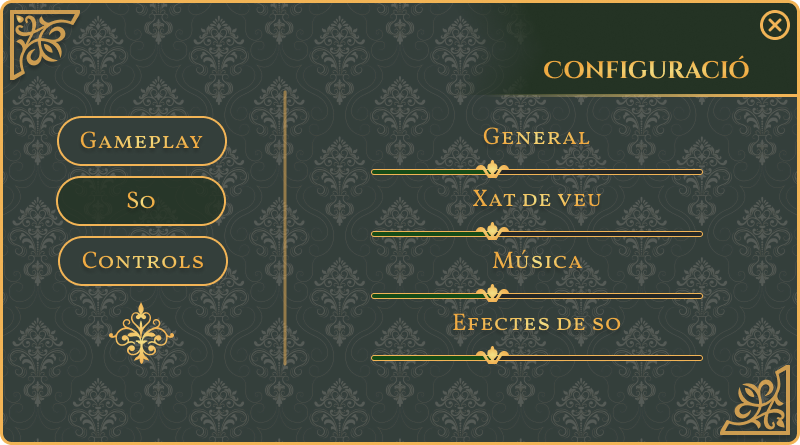 Configuració
Gameplay
So
Controls
General
Xat de veu
Música
Efectes de so